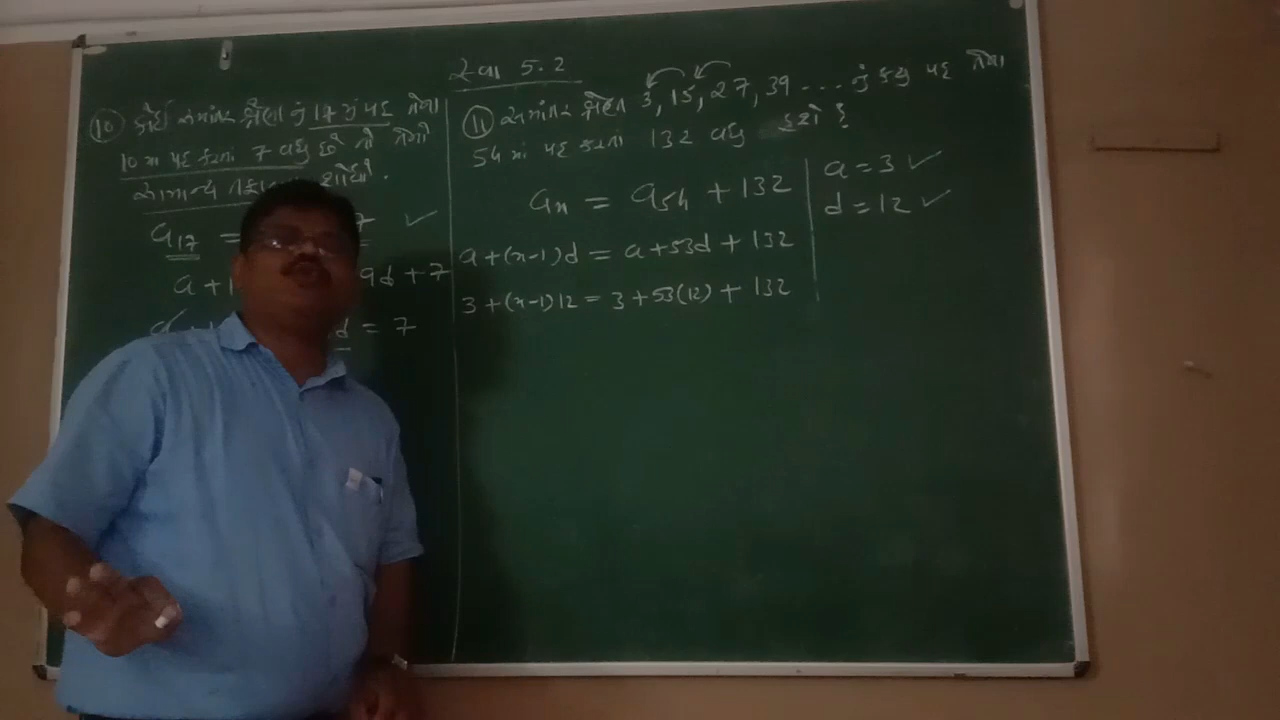 સ્વા 5.2
(10) કોઈ સમાંતર શ્રેણીનું 17 મું પદ તેના
10 માં પદ કરતાં 7 વધુ છે તો તેનો
સામાન્ય તફા શોધો.
a17 = 7 ✓
a + 1 9d + 7
d = 7
(11) સમાંતર શ્રેણી 3, 15, 27, 39 ... નું કયુ પદ તેના
54 માં પદ કરતા 132 વધુ હશે ?
an = a54 + 132
a + (n-1)d = a + 53d + 132
3 + (n-1)12 = 3 + 53(12) + 132
a = 3 ✓
d = 12 ✓